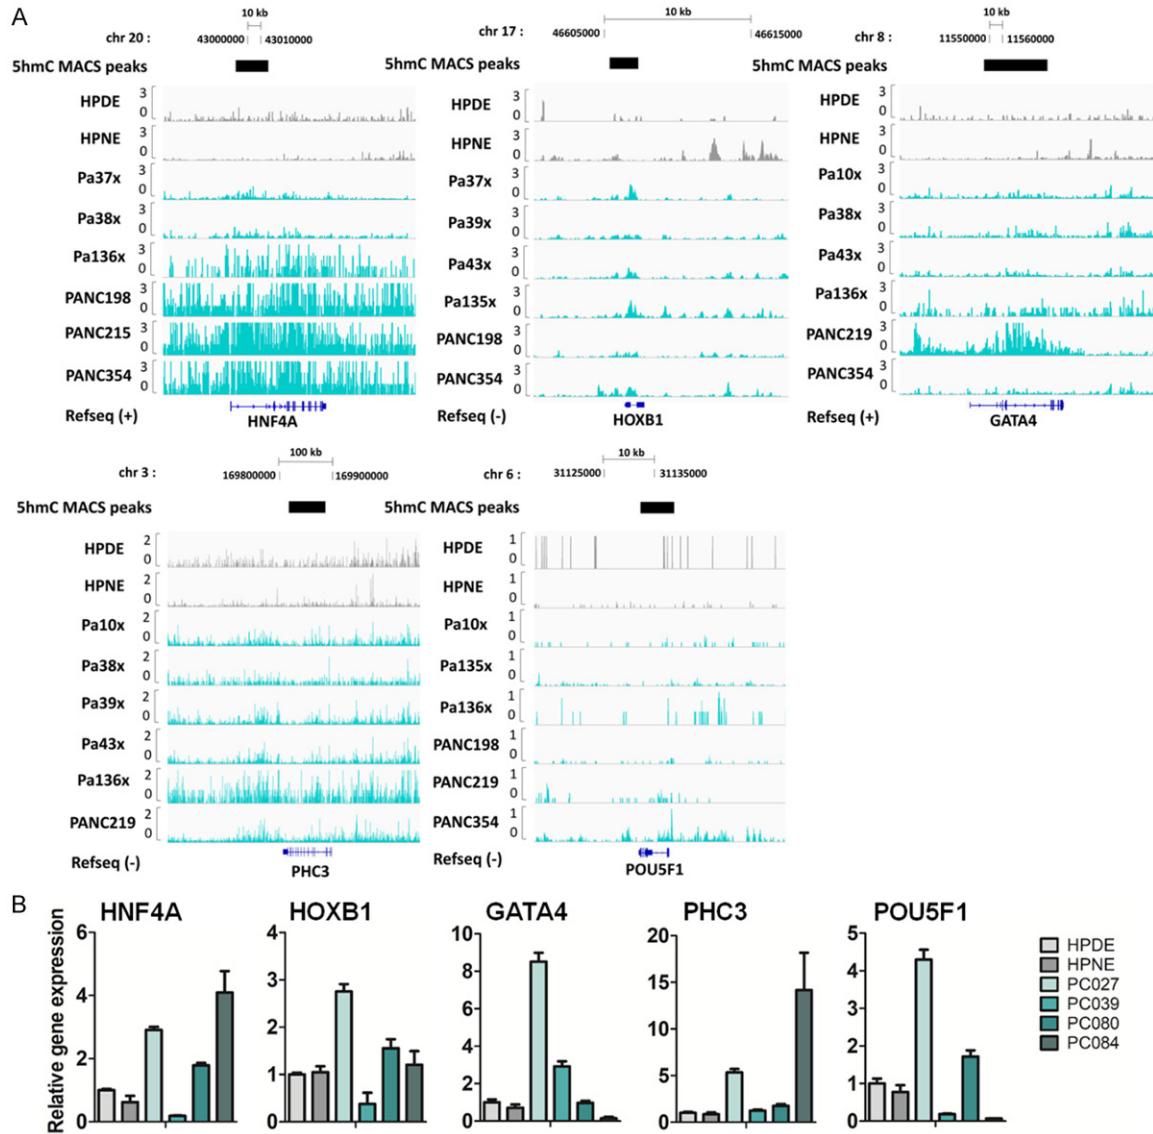 A
10 kb
chr 20 :
43000000
43010000
5hmC MACS peaks
HPDE
3
0
HPNE
3
0
Pa37x
3
0
Pa38x
3
0
Pa136x
3
0
PANC198
3
0
PANC215
3
0
PANC354
3
0
Refseq (+)
HNF4A
10 kb
chr 17 :
46605000
46615000
5hmC MACS peaks
HPDE
3
0
HPNE
3
0
Pa37x
3
0
Pa39x
3
0
Pa43x
3
0
Pa135x
3
0
PANC198
3
0
PANC354
3
0
Refseq (-)
HOXB1
10 kb
chr 8 :
11550000
11560000
5hmC MACS peaks
HPDE
3
0
HPNE
3
0
Pa10x
3
0
Pa38x
3
0
Pa43x
3
0
Pa136x
3
0
PANC219
3
0
PANC354
3
0
Refseq (+)
GATA4
100 kb
chr 3 :
169800000
169900000
5hmC MACS peaks
HPDE
2
0
HPNE
2
0
Pa10x
2
0
Pa38x
2
0
Pa39x
2
0
Pa43x
2
0
Pa136x
2
0
PANC219
2
0
Refseq (-)
PHC3
10 kb
chr 6 :
31125000
31135000
5hmC MACS peaks
HPDE
1
0
HPNE
1
0
Pa10x
1
0
Pa135x
1
0
Pa136x
1
0
PANC198
1
0
PANC219
1
0
PANC354
1
0
Refseq (-)
POU5F1
B
Relative gene expression
HNF4A
6
4
2
0
HOXB1
4
3
2
1
0
GATA4
10
8
6
4
2
0
PHC3
20
15
10
5
0
POU5F1
5
4
3
2
1
0
HPDE
HPNE
PC027
PC039
PC080
PC084